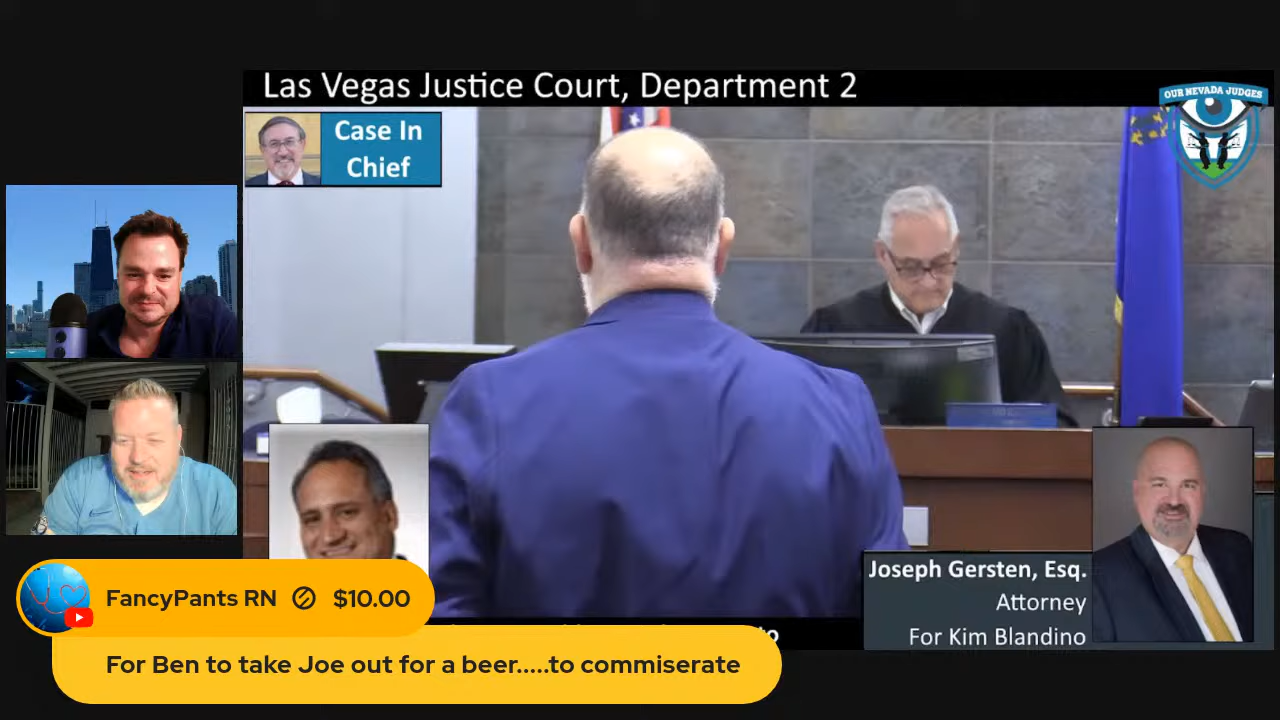 Las Vegas Justice Court, Department 2
OUR NEVADA JUDGES
Case In
Chief
Joseph Gersten, Esq.
Attorney
For Kim Blandino
FancyPants RN $10.00
For Ben to take Joe out for a beer.....to commiserate